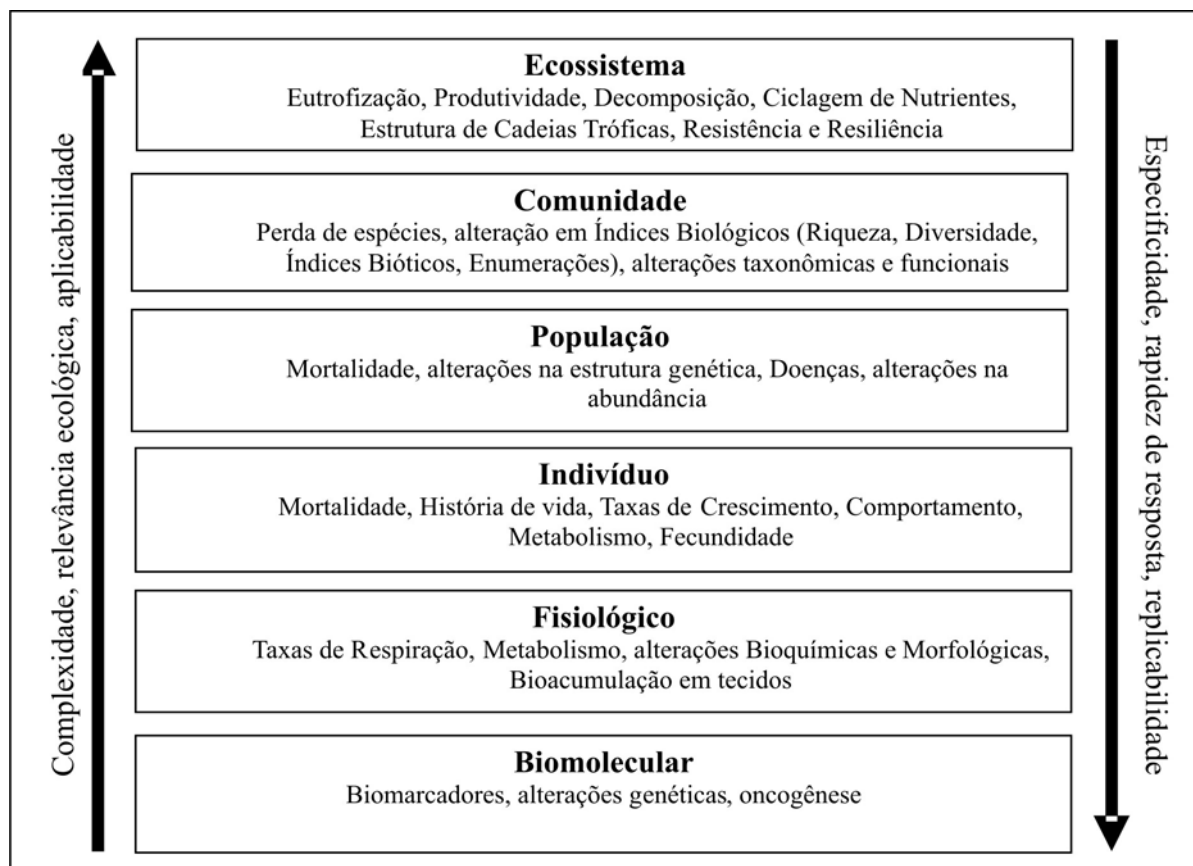 Ecossistema
Eutrofização, Produtividade, Decomposição, Ciclagem de Nutrientes,
Estrutura de Cadeias Tróficas, Resistência e Resiliência
Comunidade
Perda de espécies, alteração em Índices Biológicos (Riqueza, Diversidade,
Índices Bióticos, Enumerações), alterações taxonômicas e funcionais
População
Mortalidade, alterações na estrutura genética, Doenças, alterações na
abundância
Indivíduo
Mortalidade, História de vida, Taxas de Crescimento, Comportamento,
Metabolismo, Fecundidade
Fisiológico
Taxas de Respiração, Metabolismo, alterações Bioquímicas e Morfológicas,
Bioacumulação em tecidos
Biomolecular
Biomarcadores, alterações genéticas, oncogênese
Complexidade, relevância ecológica, aplicabilidade
Especificidade, rapidez de resposta, replicabilidade